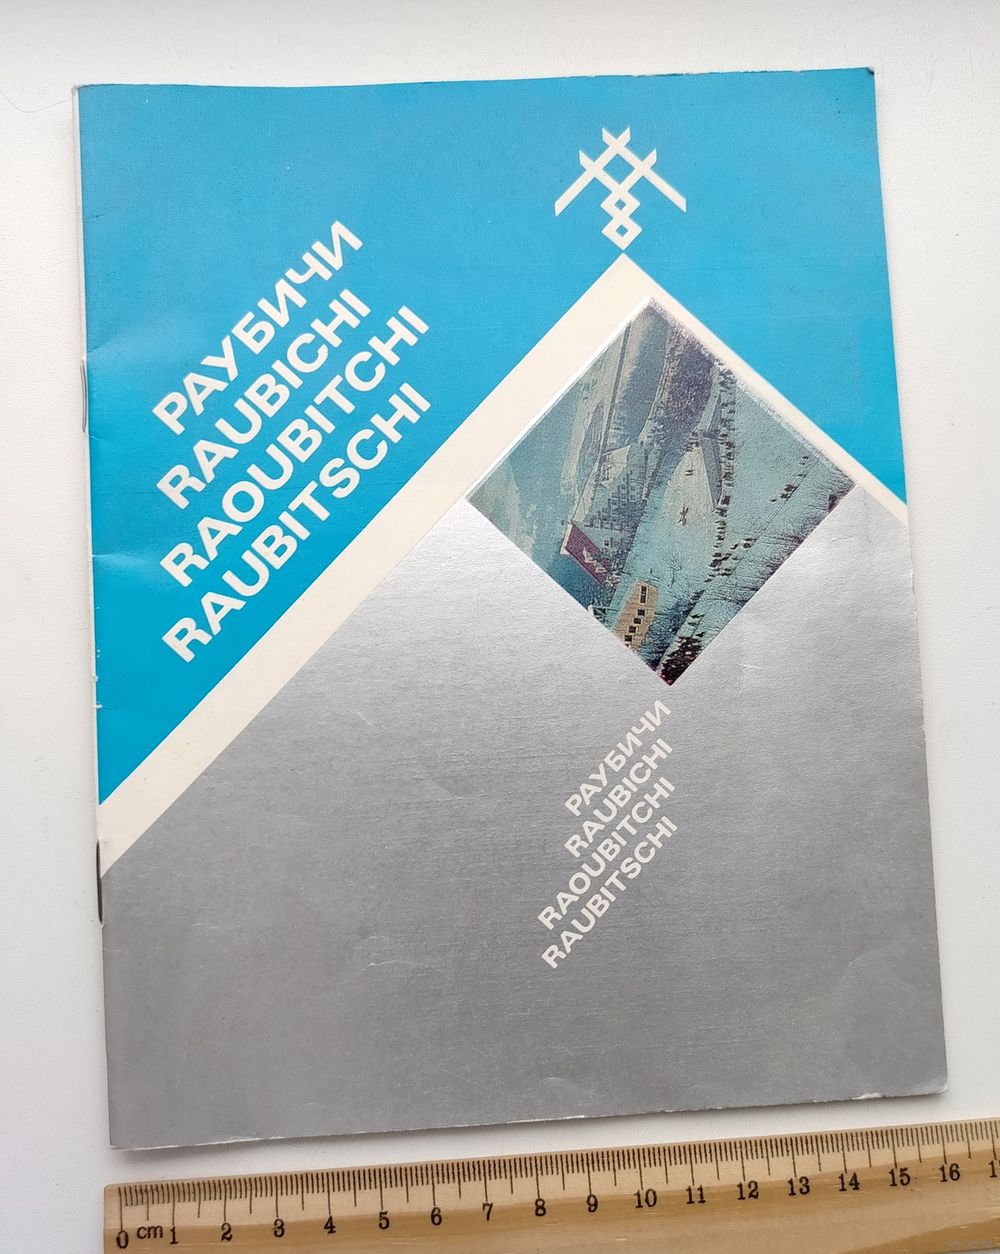 РАУБИЧИ
RAUBICHI
RAOUBITCHI
RAUBITSCHI
РАУБИЧИ
RAUBICHI
RAOUBITCHI
RAUBITSCHI
0 cm 1 2 3 4 5 6 7 8 9 10 11 12 13 14 15 16